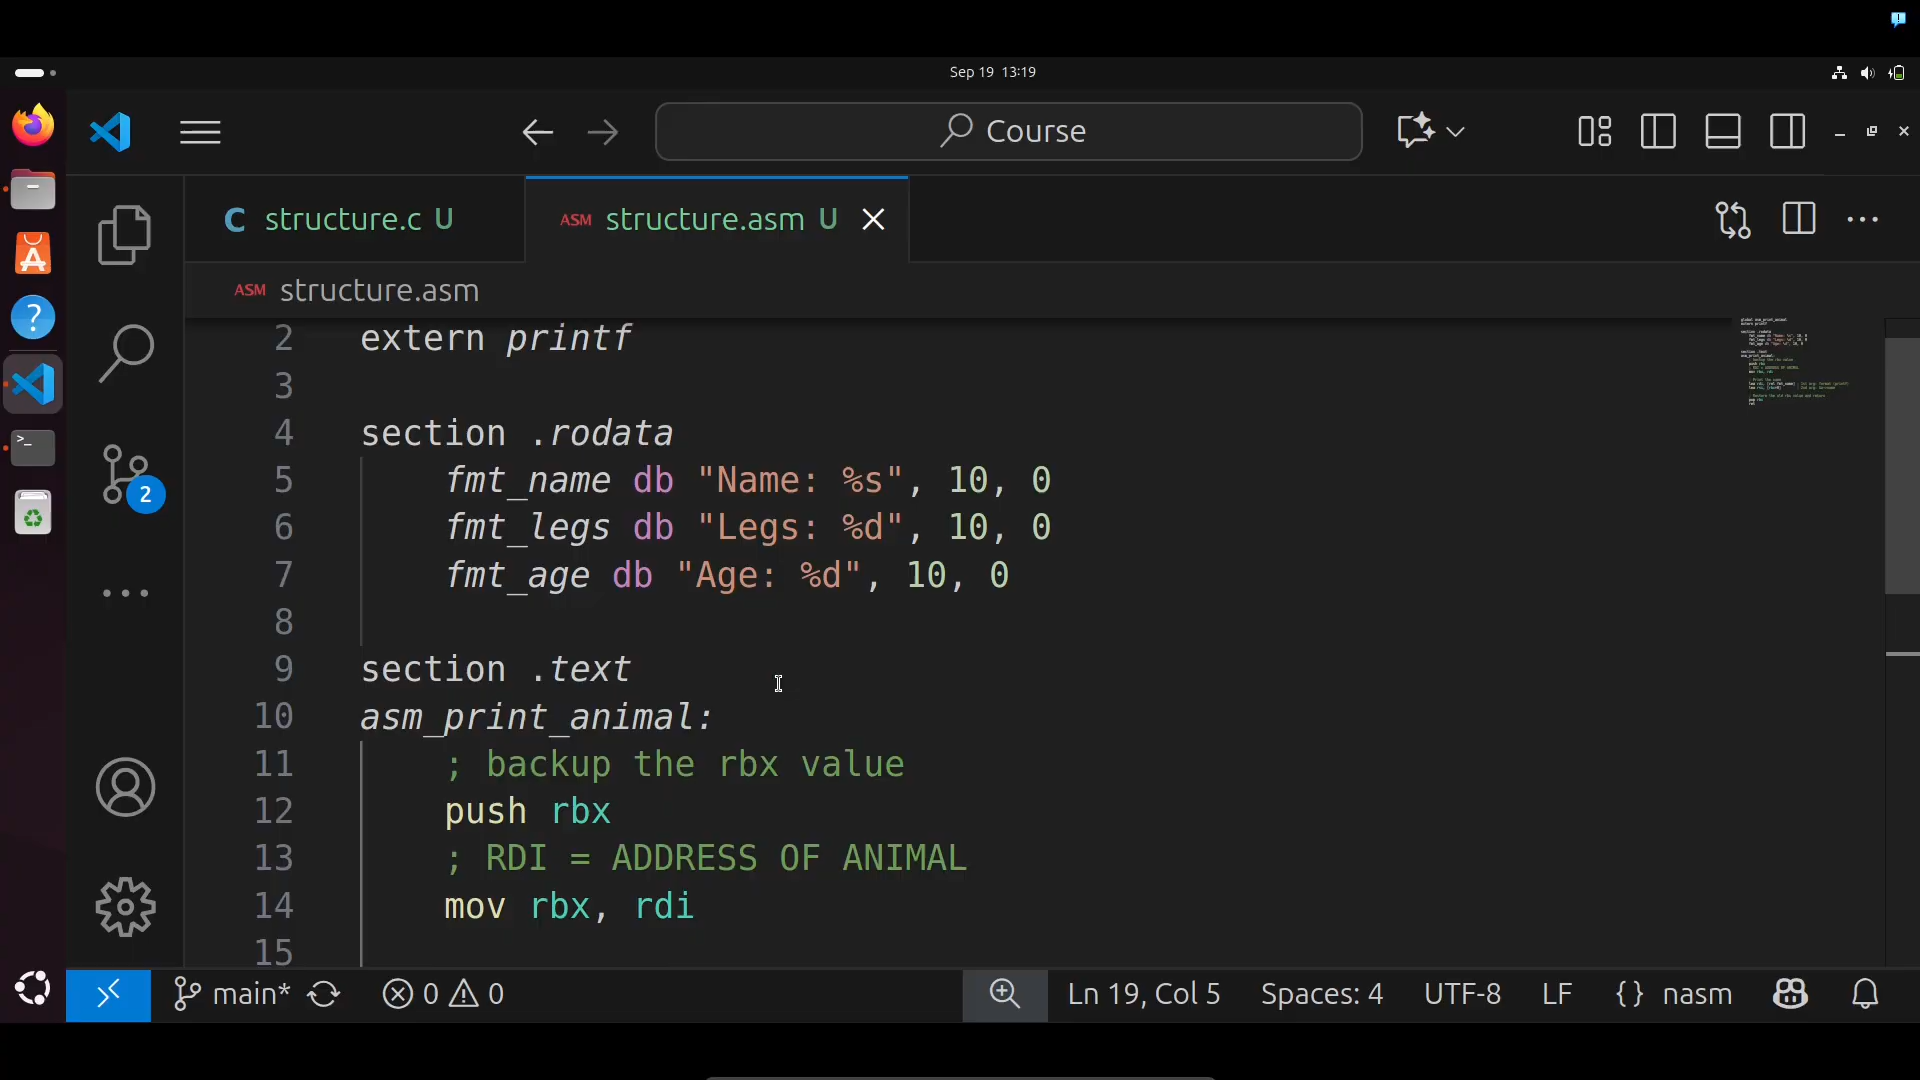 Sep 19 13:19
Course
structure.c U
ASM structure.asm U
ASM structure.asm
2 extern printf
3
4 section .rodata
5 fmt_name db "Name: %s", 10, 0
6 fmt_legs db "Legs: %d", 10, 0
7 fmt_age db "Age: %d", 10, 0
8
9 section .text
10 asm_print_animal:
11 ; backup the rbx value
12 push rbx
13 ; RDI = ADDRESS OF ANIMAL
14 mov rbx, rdi
15
2
main* 0 0 Ln 19, Col 5 Spaces: 4 UTF-8 LF {} nasm